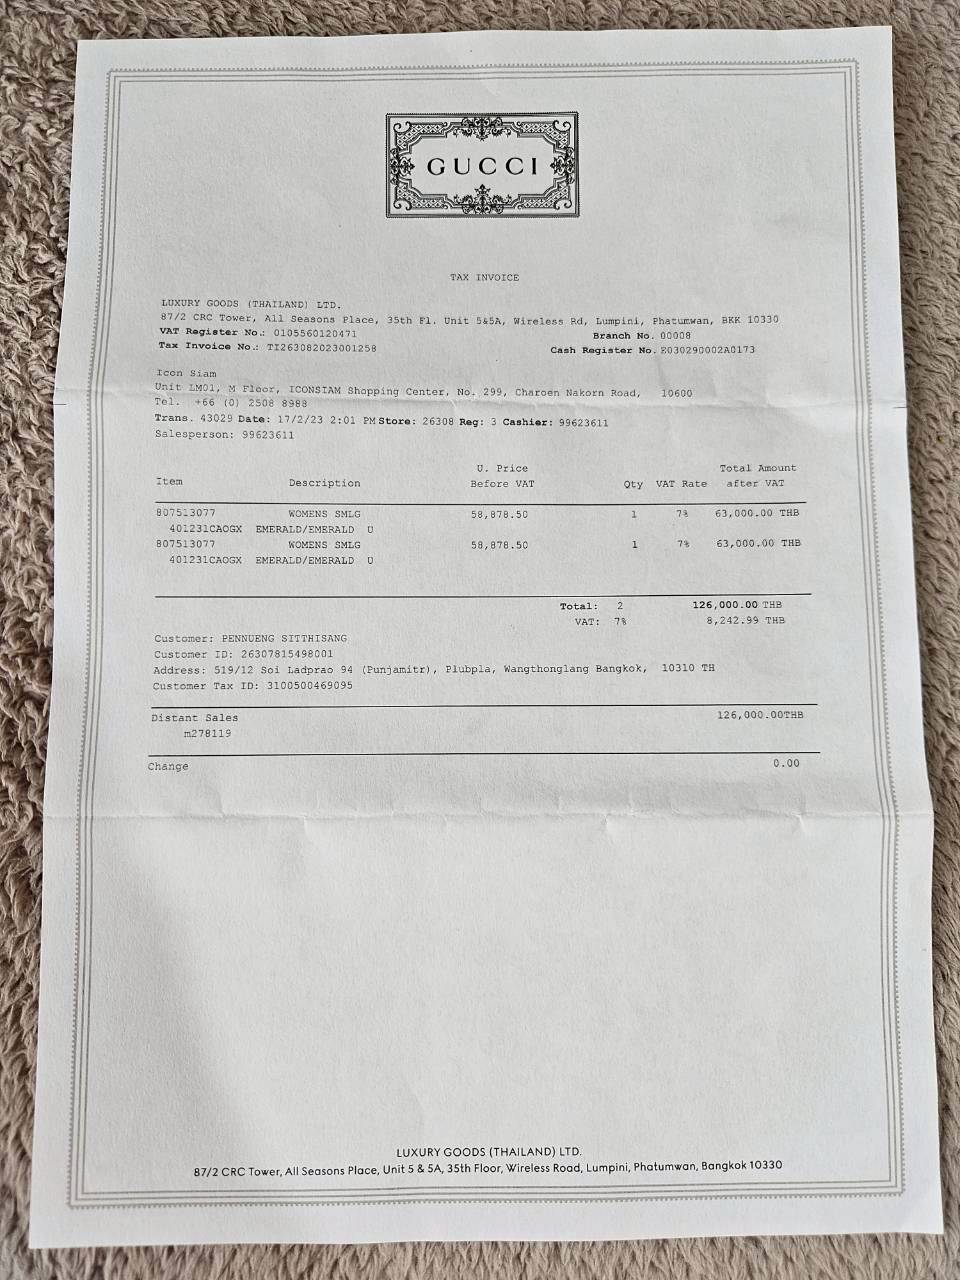 GUCCI
TAX INVOICE
LUXURY GOODS (THAILAND) LTD.
87/2 CRC Tower, All Seasons Place, 35th Fl. Unit 5&5A, Wireless Rd, Lumpini, Phatumwan, BKK 10330
VAT Register No.: 0105560120471 Branch No. 00008
Tax Invoice No.: TI263082023001258 Cash Register No. E030290002A0173
Icon Siam
Unit LM01, M Floor, ICONSIAM Shopping Center, No. 299, Charoen Nakorn Road, 10600
Tel. +66 (0) 2508 8988
Trans. 43029 Date: 17/2/23 2:01 PM Store: 26308 Reg: 3 Cashier: 99623611
Salesperson: 99623611
U. Price Total Amount
Item Description Before VAT Qty VAT Rate after VAT
807513077 WOMENS SMLG 58,878.50 1 7% 63,000.00 THB
401231CAOGX EMERALD/EMERALD U
807513077 WOMENS SMLG 58,878.50 1 7% 63,000.00 THB
401231CAOGX EMERALD/EMERALD U
Total: 2 126,000.00 THB
VAT: 7% 8,242.99 THB
Customer: PENNUENG SITTHISANG
Customer ID: 26307815498001
Address: 519/12 Soi Ladprao 94 (Punjamitr), Plubpla, Wangthonglang Bangkok, 10310 TH
Customer Tax ID: 3100500469095
Distant Sales 126,000.00THB
m278119
Change 0.00
LUXURY GOODS (THAILAND) LTD.
87/2 CRC Tower, All Seasons Place, Unit 5 & 5A, 35th Floor, Wireless Road, Lumpini, Phatumwan, Bangkok 10330